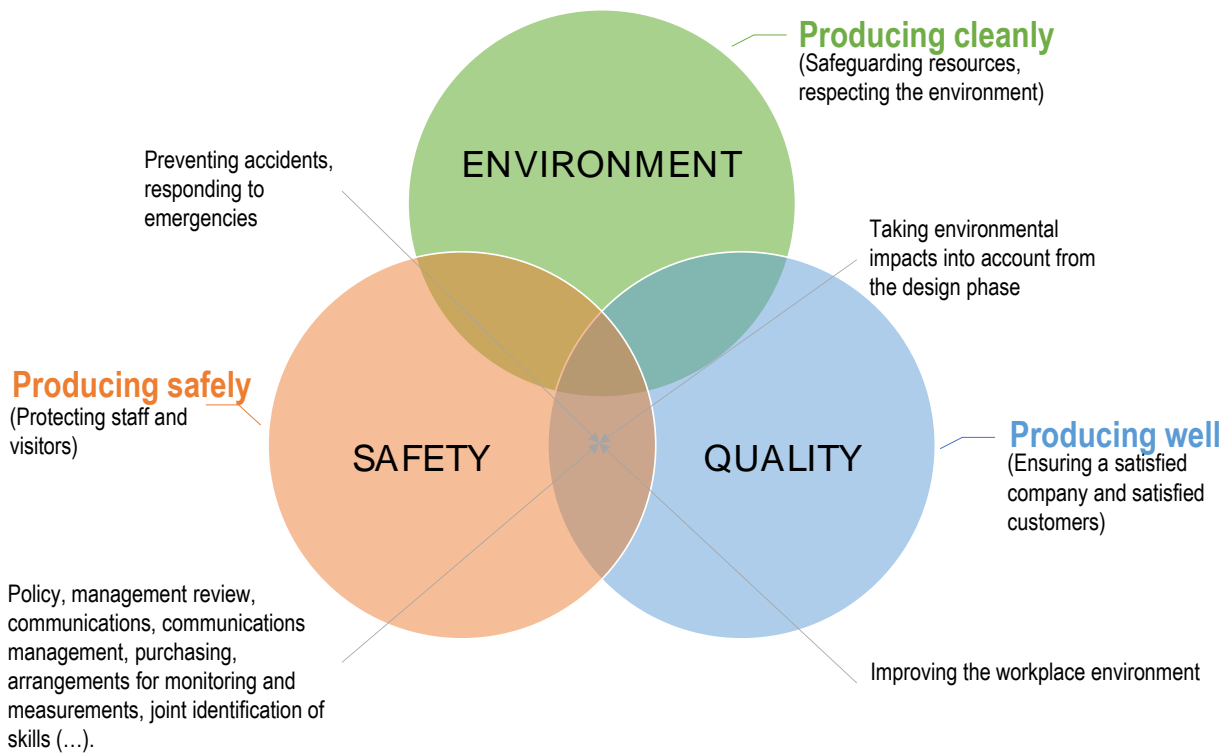 Producing cleanly
(Safeguarding resources,
respecting the environment)
ENVIRONMENT
Preventing accidents,
responding to
emergencies
Taking environmental
impacts into account from
the design phase
Producing safely
(Protecting staff and
visitors)
SAFETY
QUALITY
Producing well
(Ensuring a satisfied
company and satisfied
customers)
Policy, management review,
communications, communications
management, purchasing,
arrangements for monitoring and
measurements, joint identification of
skills (…).
Improving the workplace environment